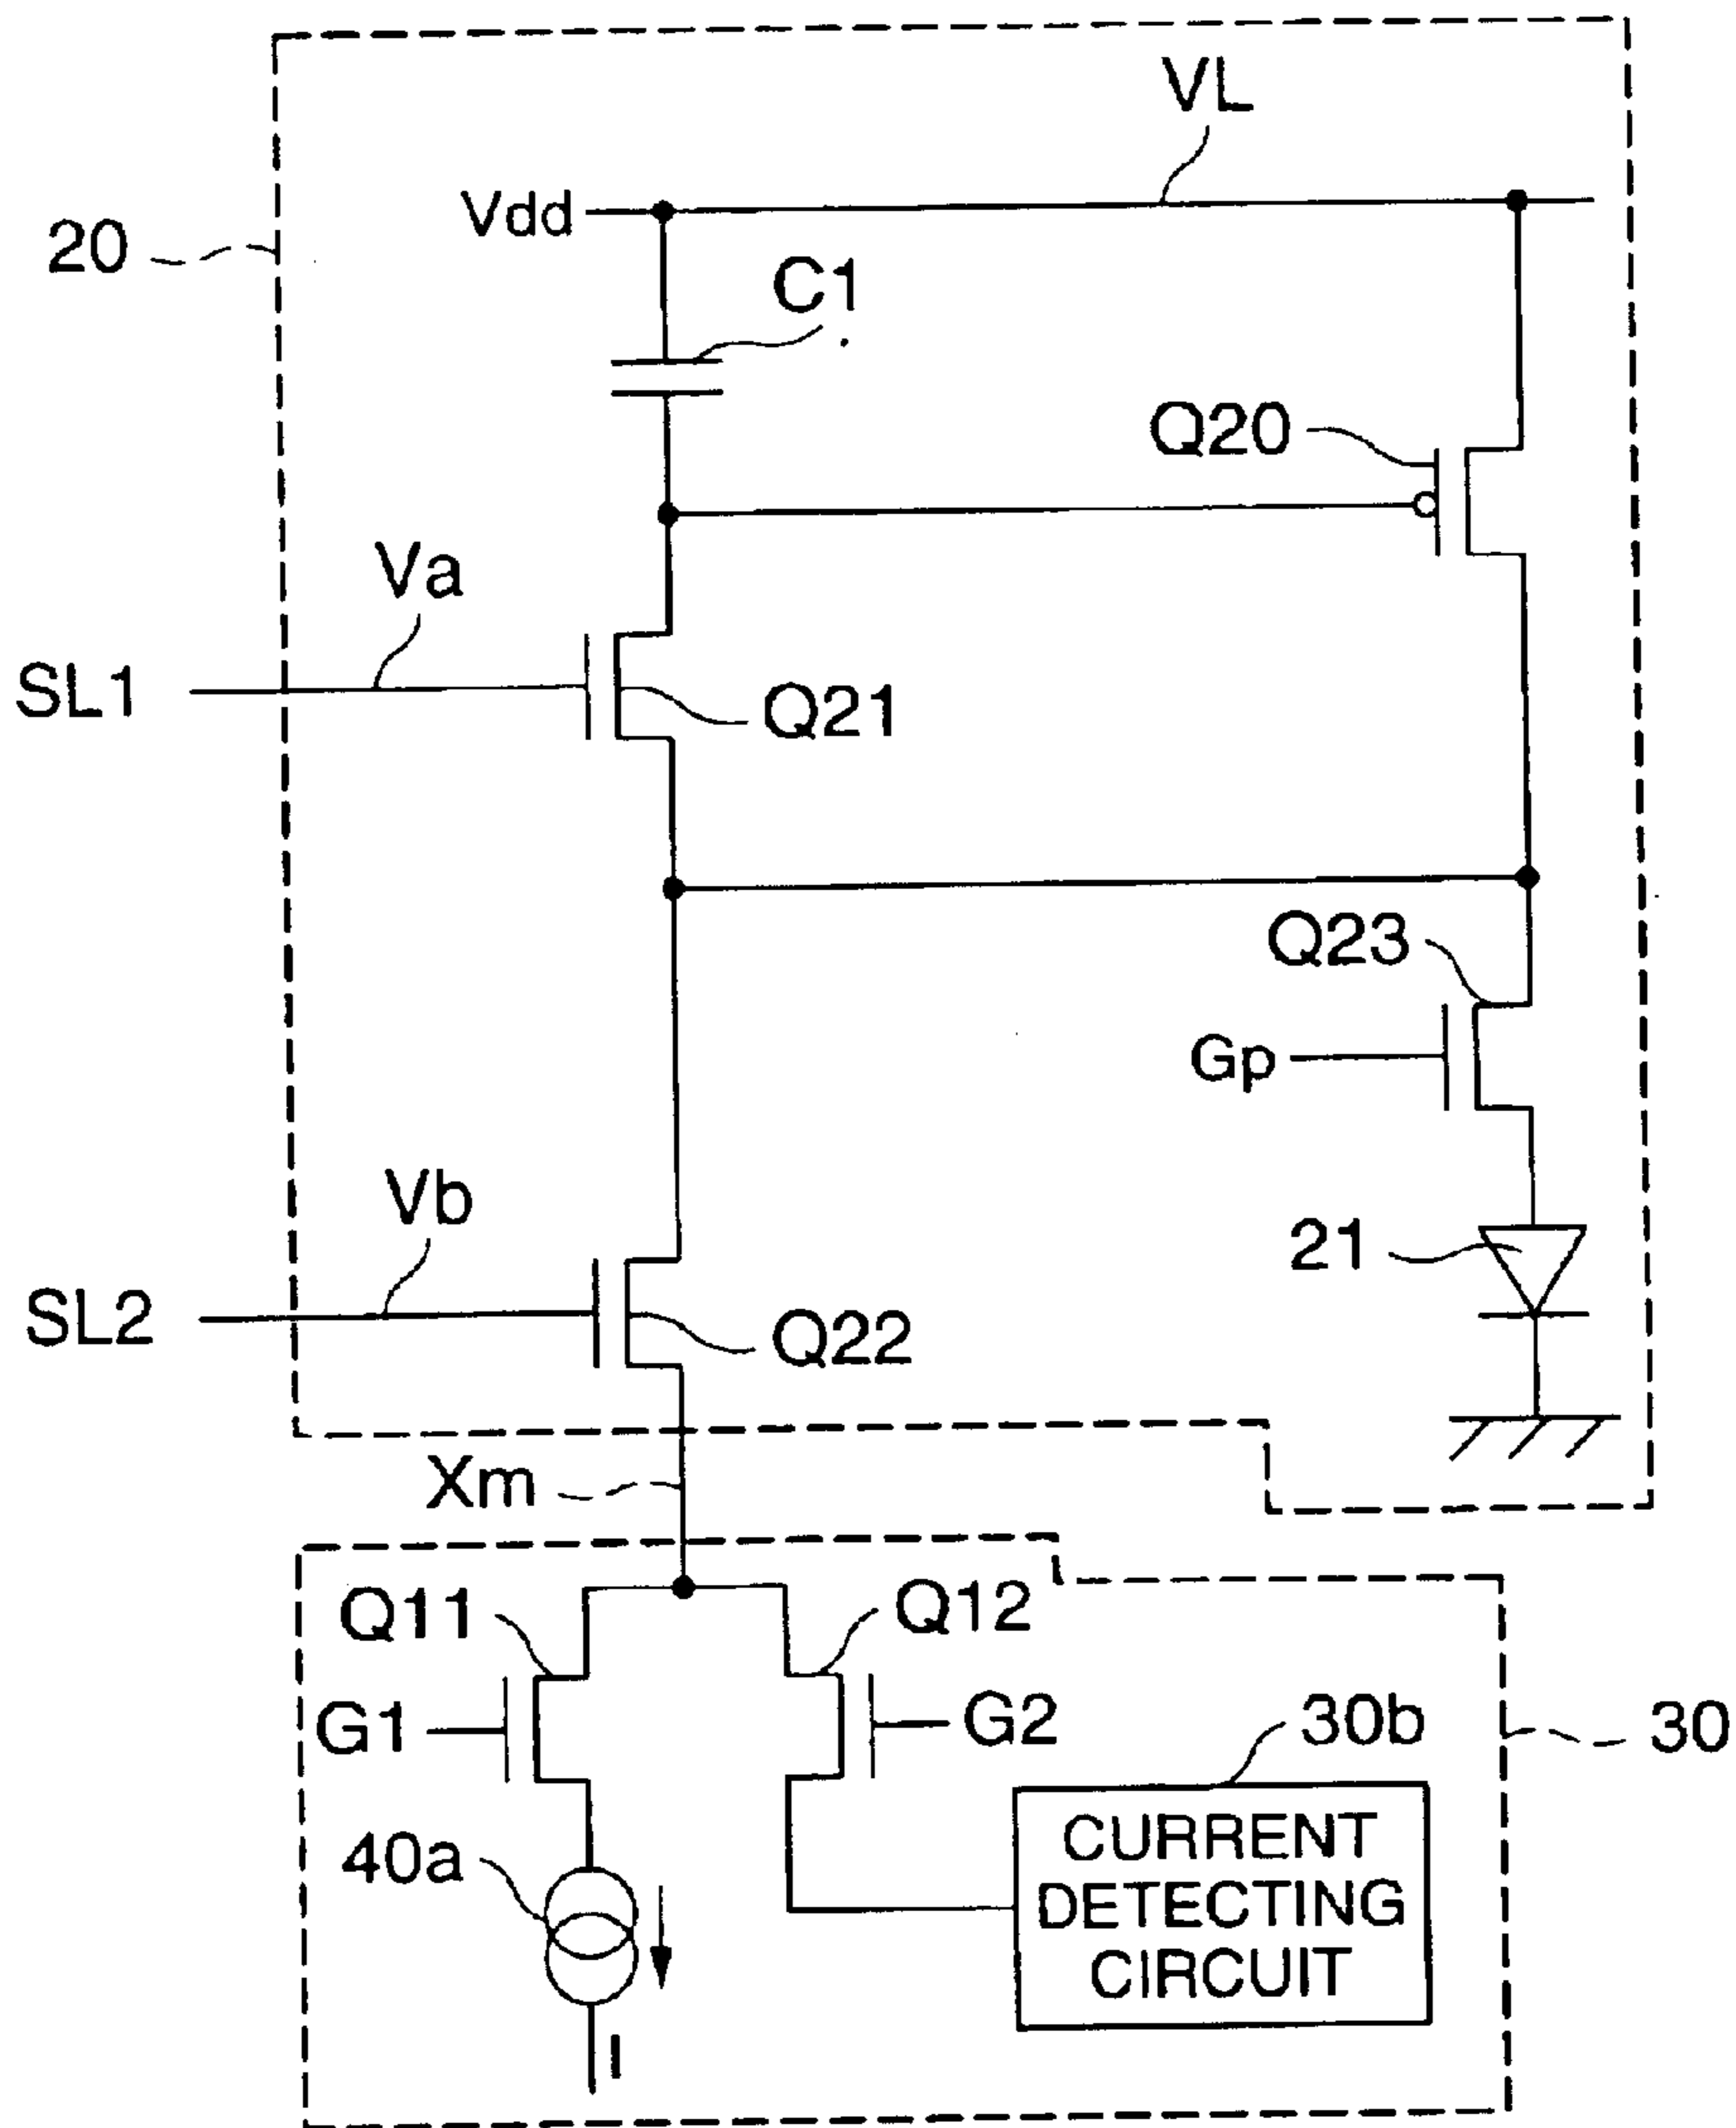 VL
Vdd
20
C1
Q20
Va
SL1
Q21
Q23
Gp
Vb
21
SL2
Q22
Xm
Q11
Q12
G1
G2
30b
30
40a
CURRENT
DETECTING
CIRCUIT
I